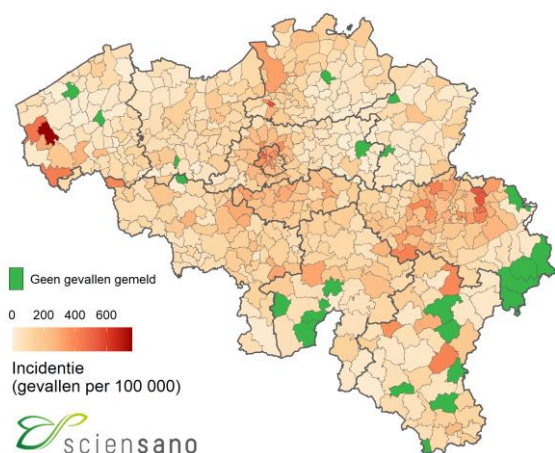 Geen gevallen gemeld
0 200 400 600
Incidentie
(gevallen per 100 000)
sciensano